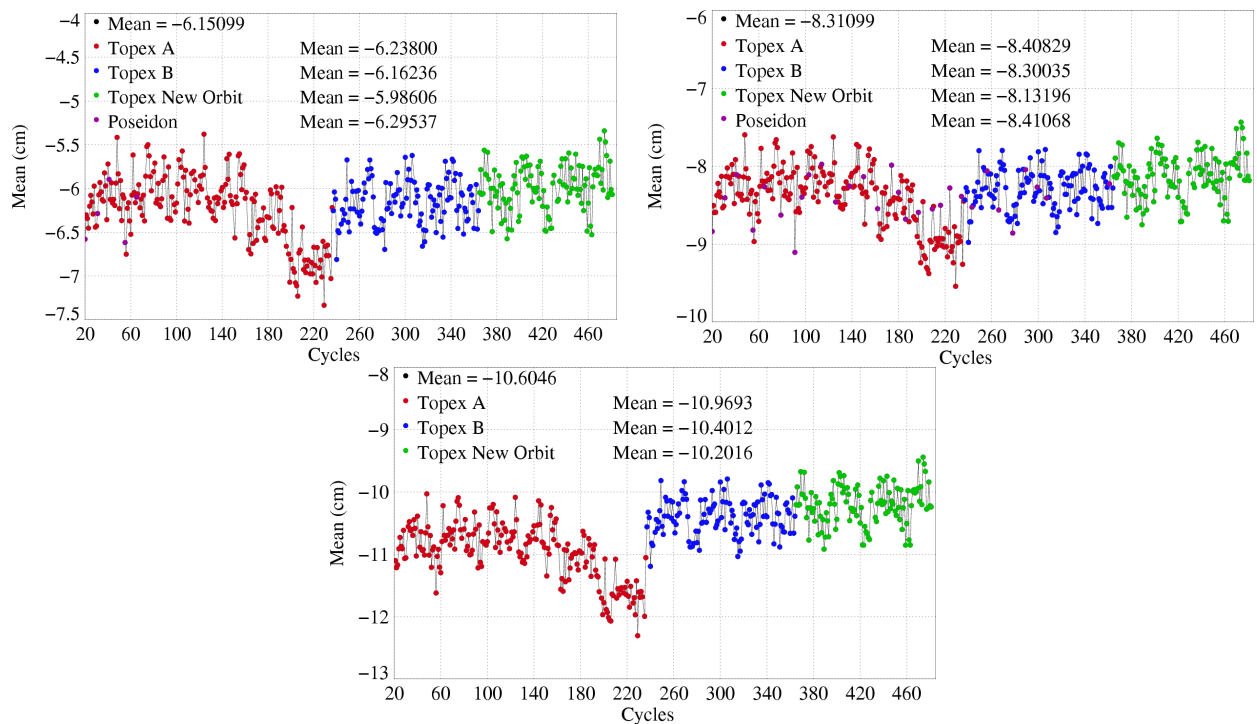 −4
−4.5
−5
−5.5
−6
−6.5
−7
−7.5
Mean (cm)
Mean = −6.15099
Topex A Mean = −6.23800
Topex B Mean = −6.16236
Topex New Orbit Mean = −5.98606
Poseidon Mean = −6.29537
20 60 100 140 180 220 260 300 340 380 420 460
Cycles
−6
−7
−8
−9
−10
Mean (cm)
Mean = −8.31099
Topex A Mean = −8.40829
Topex B Mean = −8.30035
Topex New Orbit Mean = −8.13196
Poseidon Mean = −8.41068
20 60 100 140 180 220 260 300 340 380 420 460
Cycles
−8
−9
−10
−11
−12
−13
Mean (cm)
Mean = −10.6046
Topex A Mean = −10.9693
Topex B Mean = −10.4012
Topex New Orbit Mean = −10.2016
20 60 100 140 180 220 260 300 340 380 420 460
Cycles